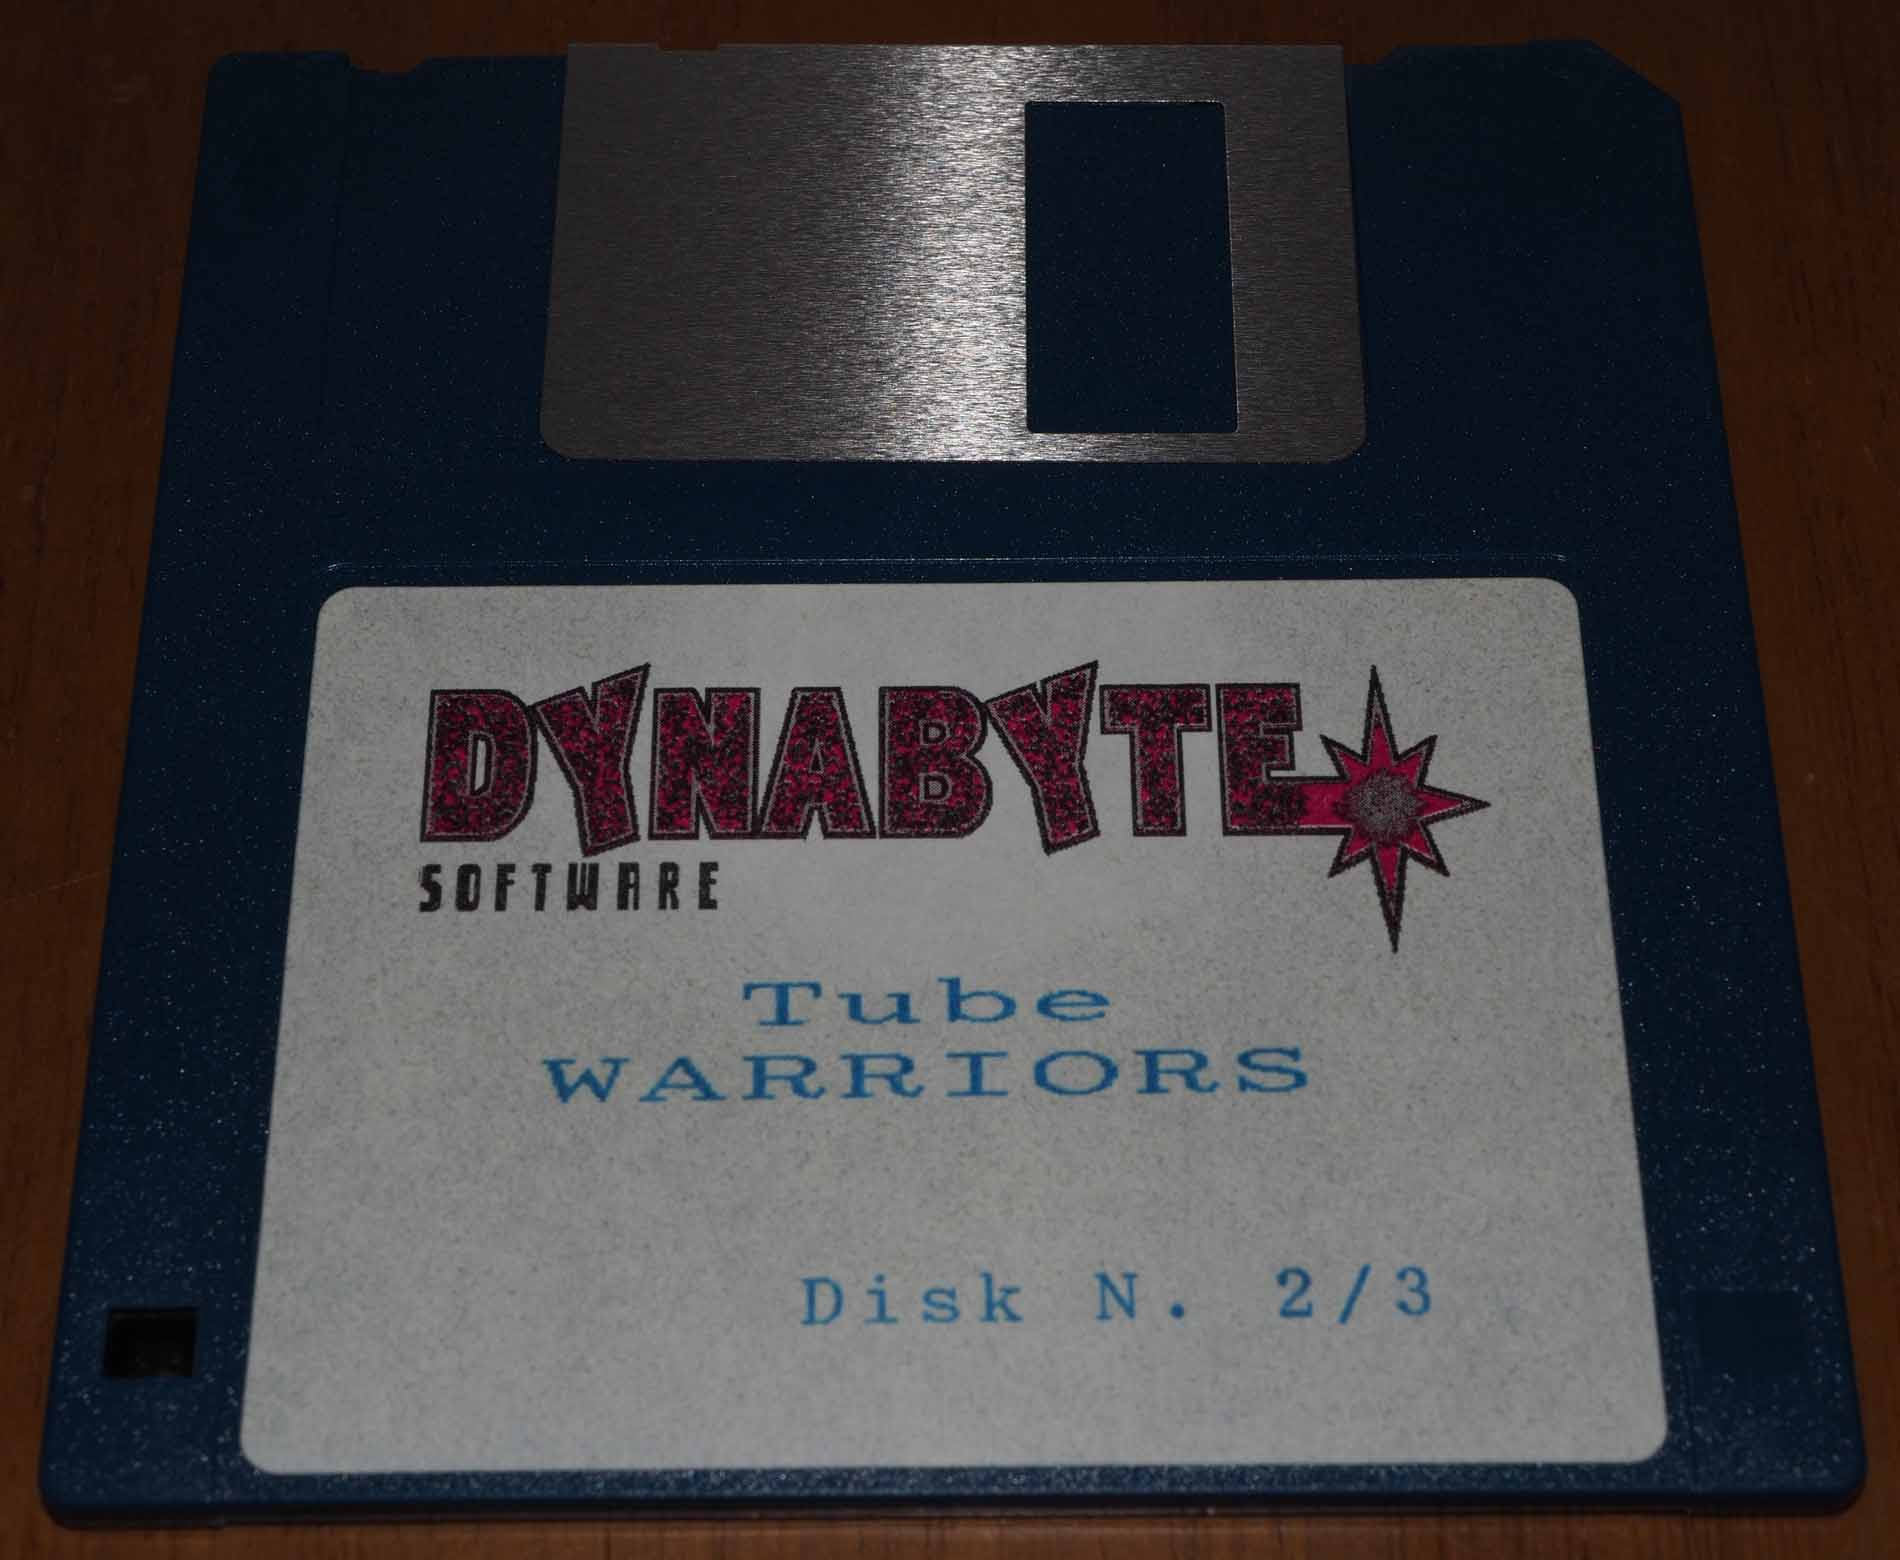 DYNABYTE
SOFTWARE
Tube
WARRIORS
Disk N. 2/3